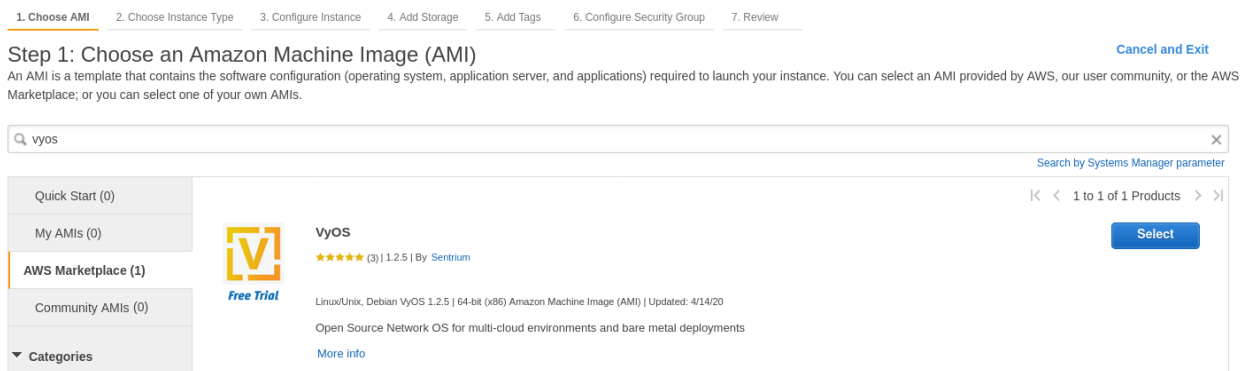 1. Choose AMI 2. Choose Instance Type 3. Configure Instance 4. Add Storage 5. Add Tags 6. Configure Security Group 7. Review
Step 1: Choose an Amazon Machine Image (AMI)
Cancel and Exit
An AMI is a template that contains the software configuration (operating system, application server, and applications) required to launch your instance. You can select an AMI provided by AWS, our user community, or the AWS
Marketplace; or you can select one of your own AMIs.
vyos
Search by Systems Manager parameter
Quick Start (0)
My AMIs (0)
AWS Marketplace (1)
Community AMIs (0)
Categories
1 to 1 of 1 Products
V
Free Trial
VyOS
Select
(3) | 1.2.5 | By Sentrium
Linux/Unix, Debian VyOS 1.2.5 | 64-bit (x86) Amazon Machine Image (AMI) | Updated: 4/14/20
Open Source Network OS for multi-cloud environments and bare metal deployments
More info